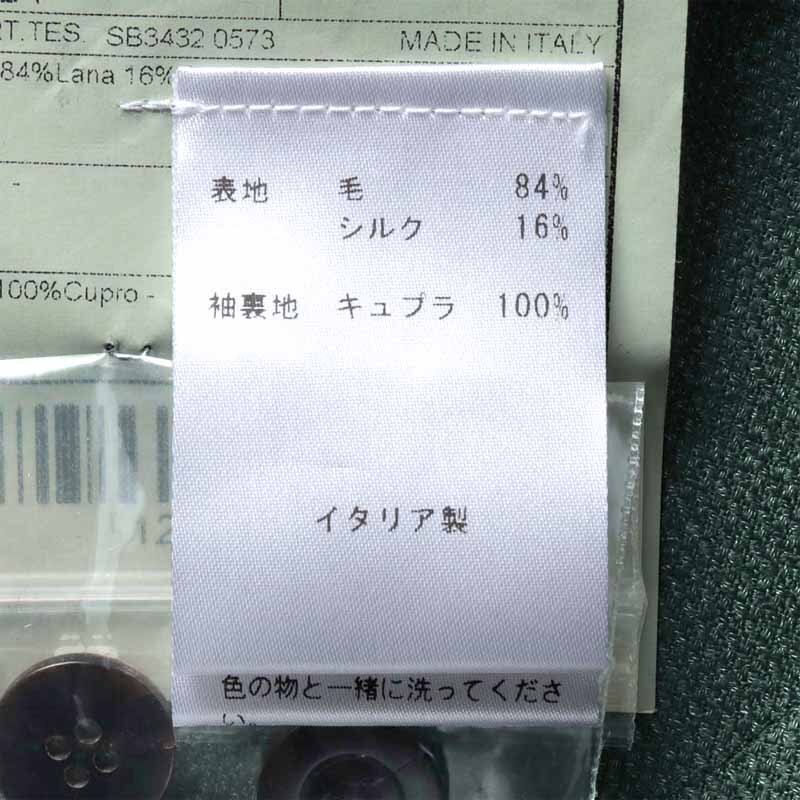 RT.TES. SB3432 0573 MADE IN ITALY
84%Lana 16%
-
表地 毛 84%
シルク 16%
100%Cupro -
袖裏地 キュプラ 100%
イタリア製
色の物と一緒に洗ってくださ
い。